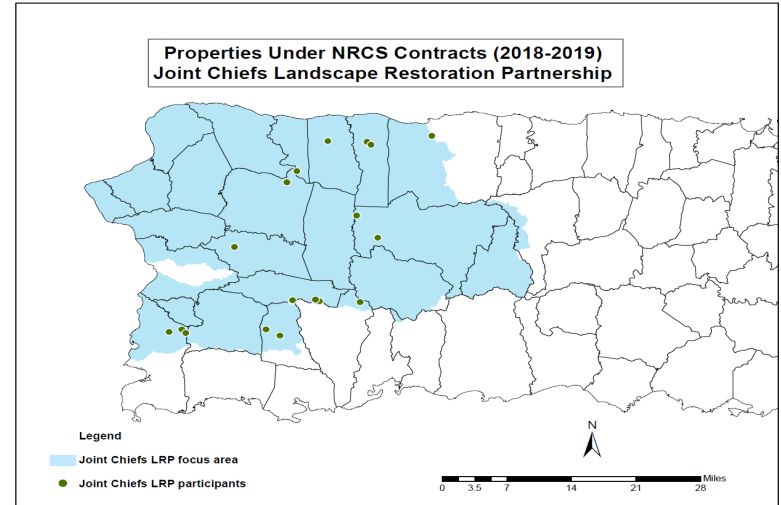 Properties Under NRCS Contracts (2018-2019)
Joint Chiefs Landscape Restoration Partnership
N
Legend
Joint Chiefs LRP focus area
Joint Chiefs LRP participants
Miles
0 3.5 7 14 21 28